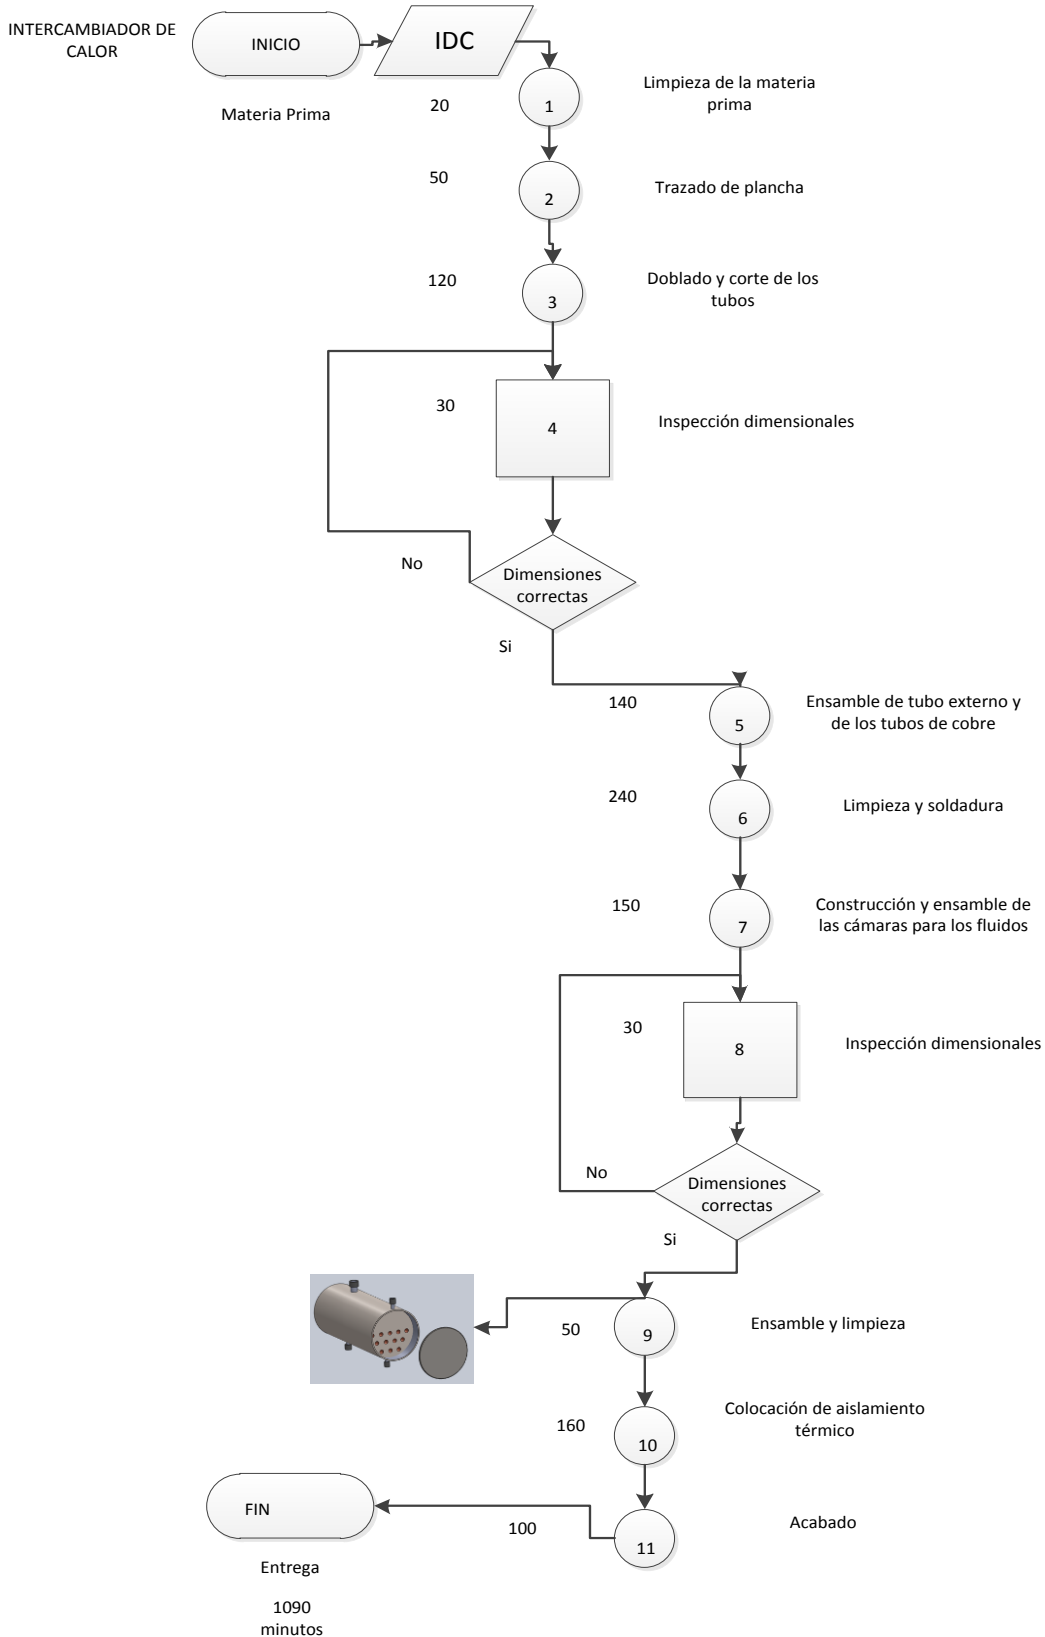 INTERCAMBIADOR DE
CALOR
INICIO
IDC
Materia Prima
20
1
Limpieza de la materia
prima
50
2
Trazado de plancha
120
3
Doblado y corte de los
tubos
30
4
Inspección dimensionales
No
Dimensiones
correctas
Si
140
5
Ensamble de tubo externo y
de los tubos de cobre
240
6
Limpieza y soldadura
150
7
Construcción y ensamble de
las cámaras para los fluidos
30
8
Inspección dimensionales
No
Dimensiones
correctas
Si
50
9
Ensamble y limpieza
160
10
Colocación de aislamiento
térmico
100
11
Acabado
FIN
Entrega
1090
minutos